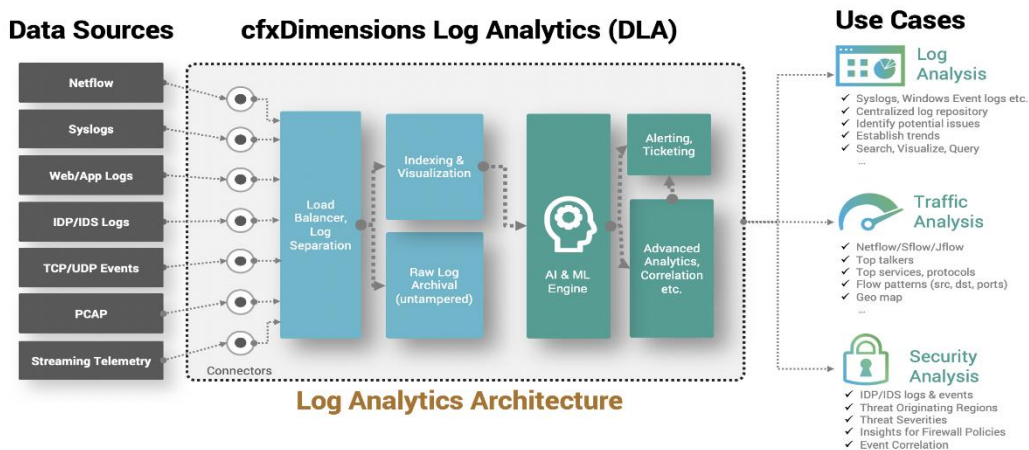 Data Sources
cfxDimensions Log Analytics (DLA)
Use Cases
Netflow
Syslogs
Web/App Logs
IDP/IDS Logs
TCP/UDP Events
PCAP
Streaming Telemetry
Connectors
Load
Balancer,
Log
Separation
Indexing &
Visualization
Raw Log
Archival
(untampered)
AI & ML
Engine
Alerting,
Ticketing
Advanced
Analytics,
Correlation
etc.
Log Analytics Architecture
Log
Analysis
✓ Syslogs, Windows Event logs etc.
✓ Centralized log repository
✓ Identify potential issues
✓ Establish trends
✓ Search, Visualize, Query
...
Traffic
Analysis
✓ Netflow/Sflow/Jflow
✓ Top talkers
✓ Top services, protocols
✓ Flow patterns (src, dst, ports)
✓ Geo map
...
Security
Analysis
✓ IDP/IDS logs & events
✓ Threat Originating Regions
✓ Threat Severities
✓ Insights for Firewall Policies
✓ Event Correlation